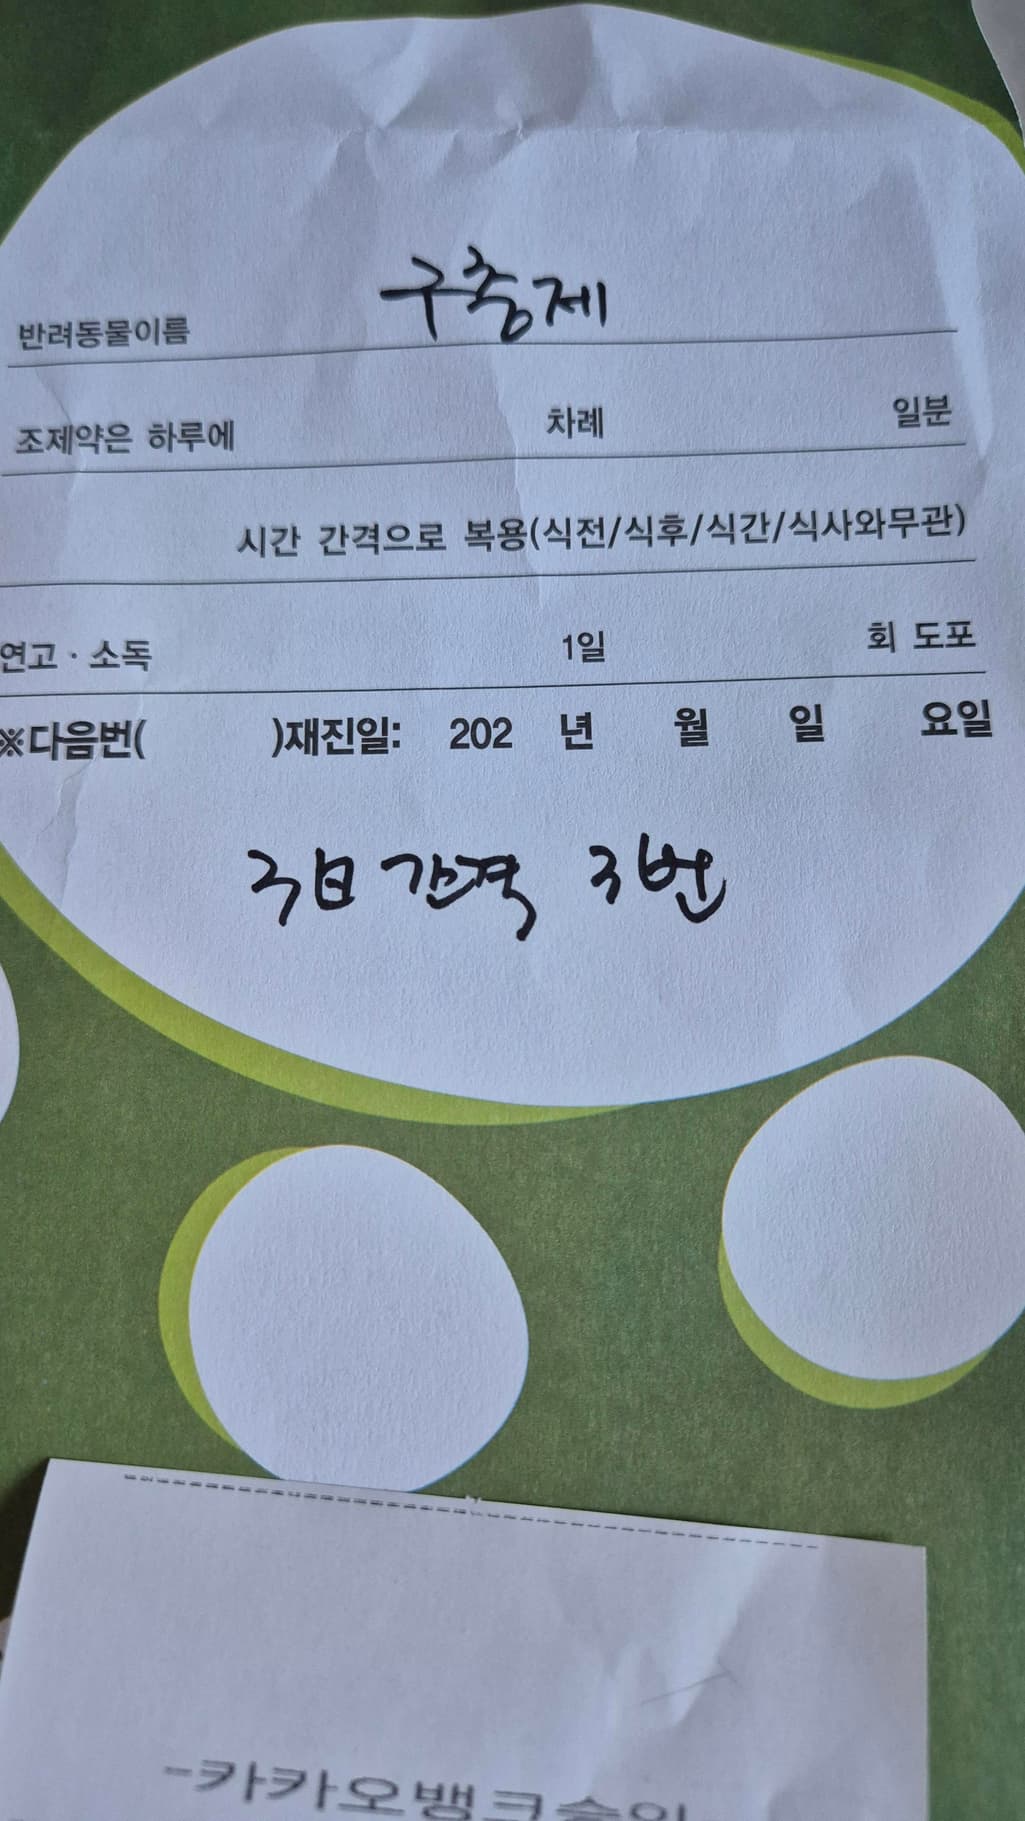 구충제
반려동물이름
조제약은 하루에 차례 일분
시간 간격으로 복용(식전/식후/식간/식사와무관)
연고 · 소독 1일 회 도포
※다음번( )재진일: 202 년 월 일 요일
3日 간격 3번
-카카오뱅크승인